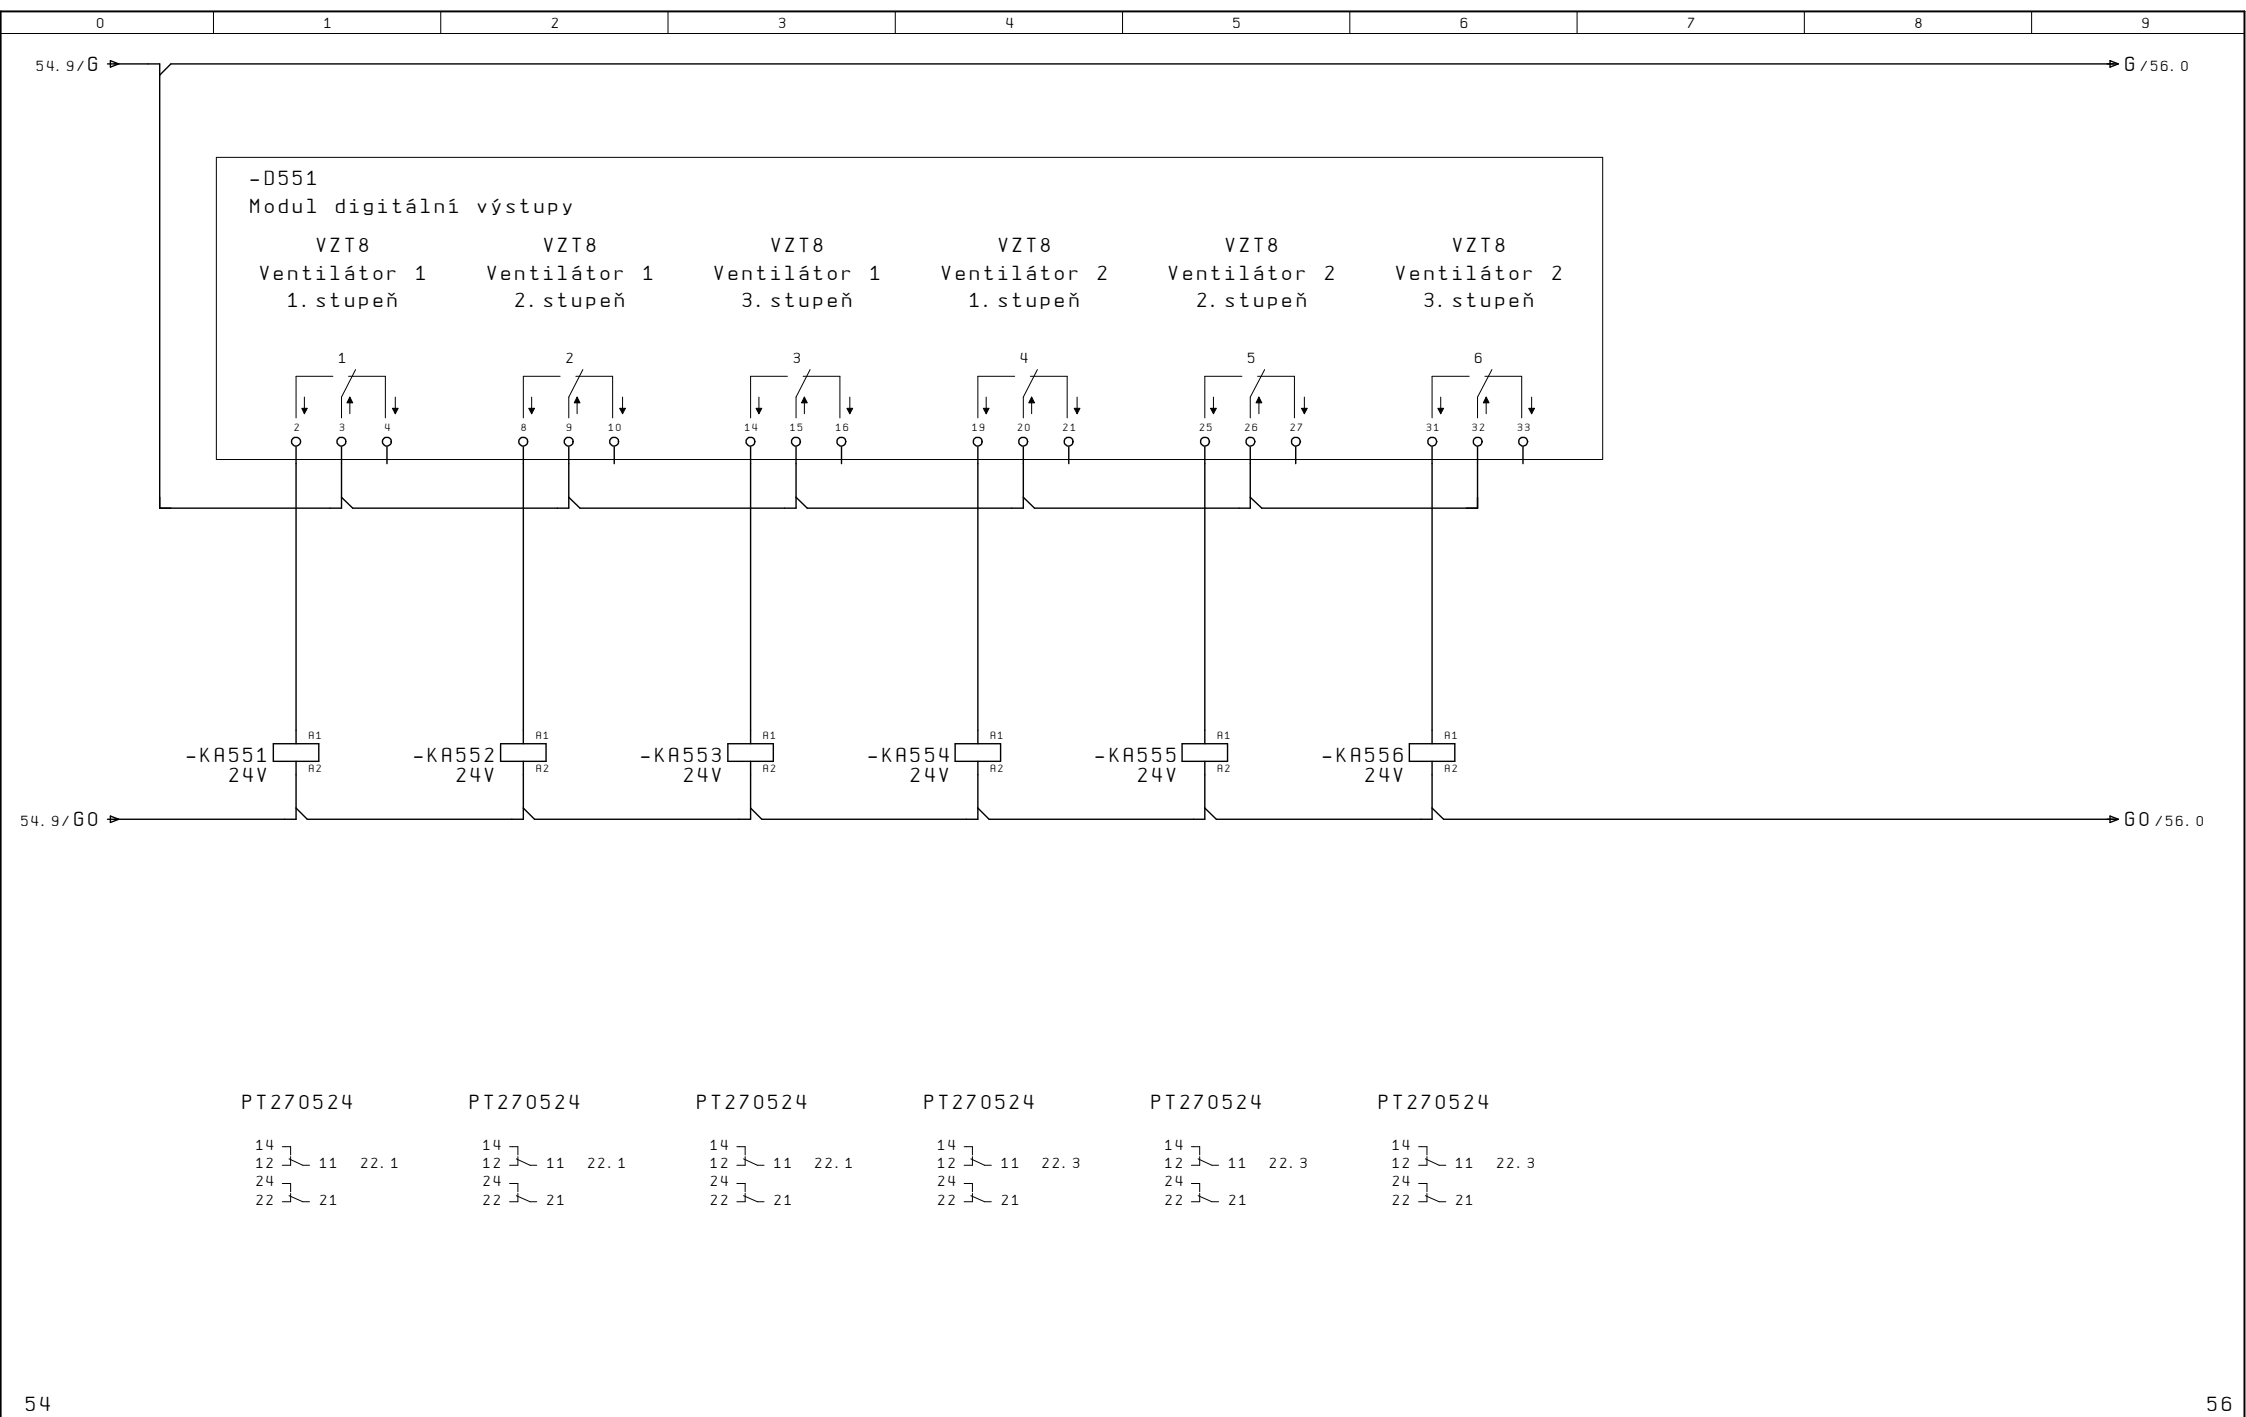 0 1 2 3 4 5 6 7 8 9
54.9/G G/56.0
-D551
Modul digitální výstupy
VZT8 VZT8 VZT8 VZT8 VZT8 VZT8
Ventilátor 1 Ventilátor 1 Ventilátor 1 Ventilátor 2 Ventilátor 2 Ventilátor 2
1.stupeň 2.stupeň 3.stupeň 1.stupeň 2.stupeň 3.stupeň
1 2 3 4 5 6
2 3 4 8 9 10 14 15 16 19 20 21 25 26 27 31 32 33
A1 A1 A1 A1 A1 A1
-KA551 -KA552 -KA553 -KA554 -KA555 -KA556
A2 A2 A2 A2 A2 A2
24V 24V 24V 24V 24V 24V
54.9/G0 G0/56.0
PT270524 PT270524 PT270524 PT270524 PT270524 PT270524
14 14 14 14 14 14
12 11 22.1 12 11 22.1 12 11 22.1 12 11 22.3 12 11 22.3 12 11 22.3
24 24 24 24 24 24
22 21 22 21 22 21 22 21 22 21 22 21
54 56